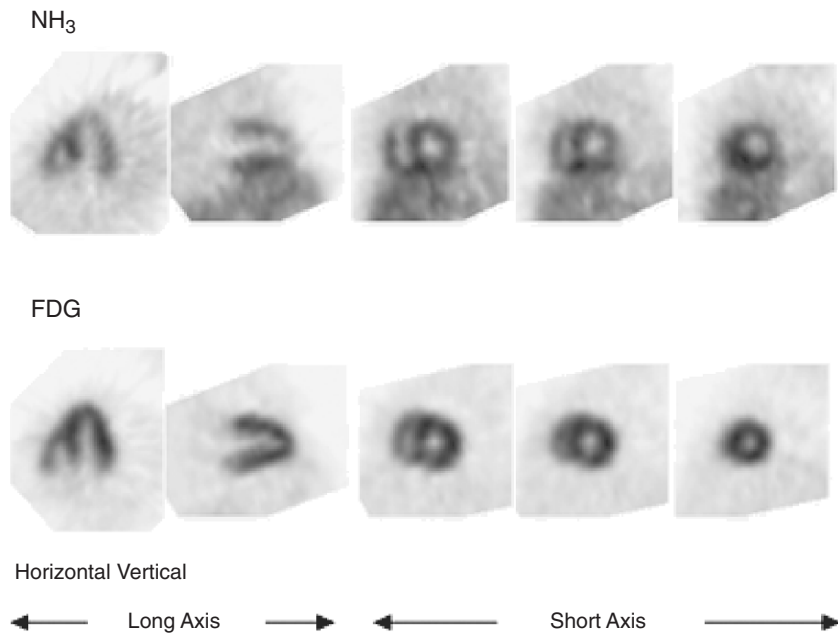 NH₃
FDG
Horizontal Vertical
Long Axis
Short Axis